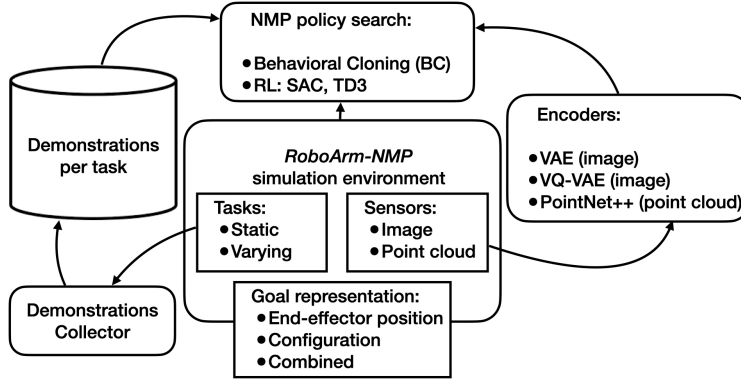 NMP policy search:
●Behavioral Cloning (BC)
●RL: SAC, TD3
Demonstrations
per task
Encoders:
●VAE (image)
●VQ-VAE (image)
●PointNet++ (point cloud)
RoboArm-NMP
simulation environment
Tasks:
●Static
●Varying
Sensors:
●Image
●Point cloud
Demonstrations
Collector
Goal representation:
●End-effector position
●Configuration
●Combined